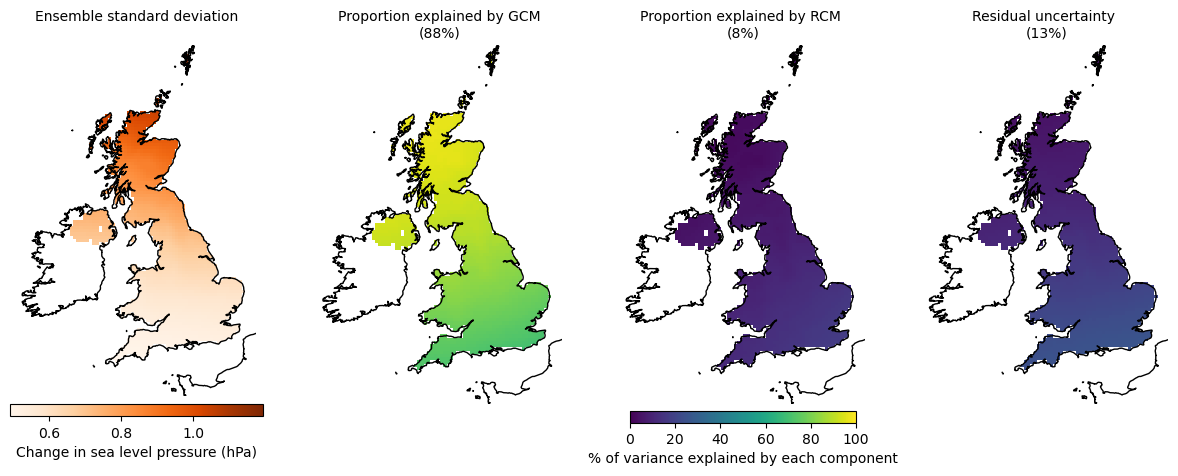 Ensemble standard deviation
Proportion explained by GCM
(88%)
Proportion explained by RCM
(8%)
Residual uncertainty
(13%)
0.6 0.8 1.0
Change in sea level pressure (hPa)
0 20 40 60 80 100
% of variance explained by each component